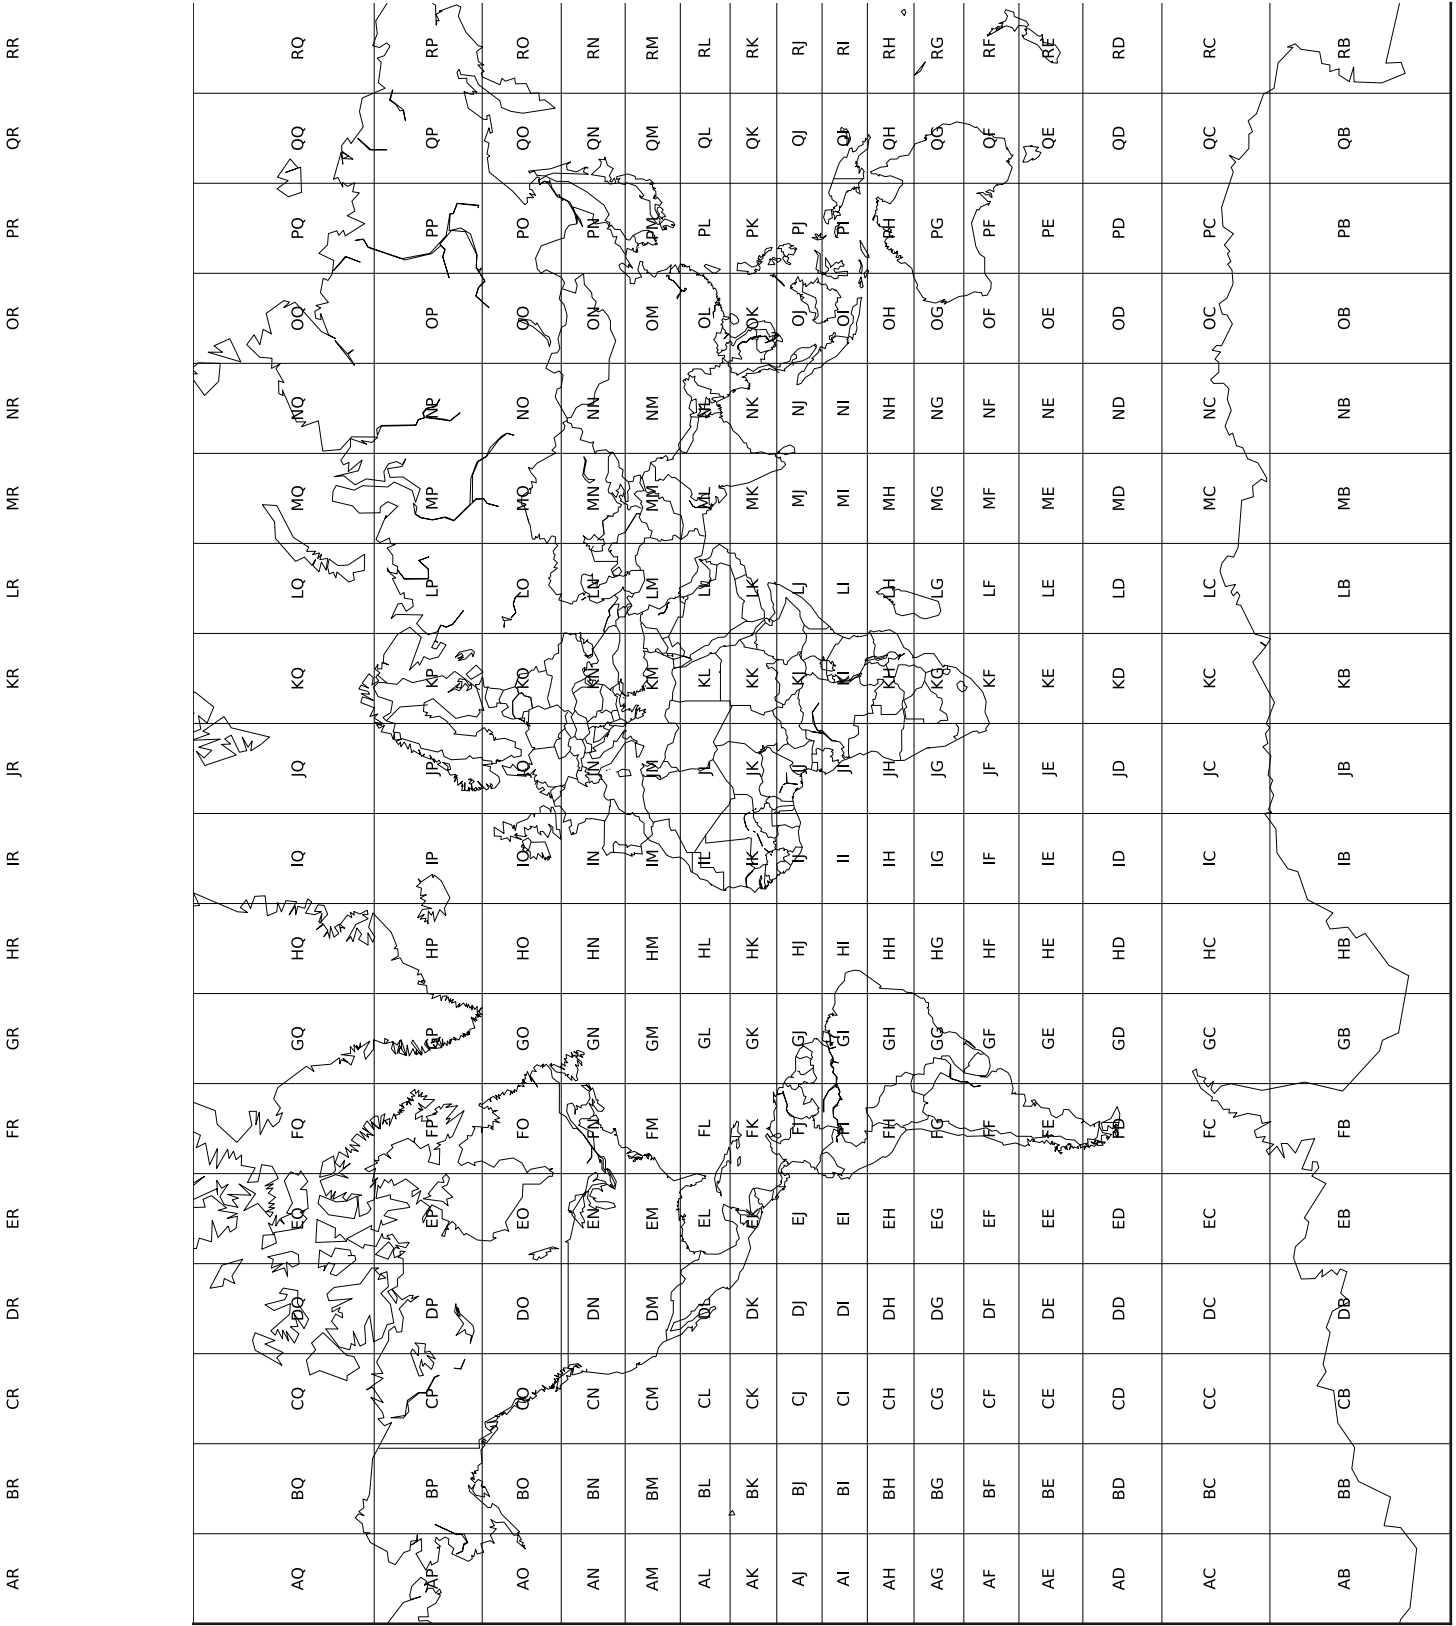 AR BR CR DR ER FR GR HR IR JR KR LR MR NR OR PR QR RR
AQ BQ CQ DQ EQ FQ GQ HQ IQ JQ KQ LQ MQ NQ OQ PQ QQ RQ
AP BP CP DP EP FP GP HP IP JP KP LP MP NP OP PP QP RP
AO BO CO DO EO FO GO HO IO JO KO LO MO NO OO PO QO RO
AN BN CN DN EN FN GN HN IN JN KN LN MN NN ON PN QN RN
AM BM CM DM EM FM GM HM IM JM KM LM MM NM OM PM QM RM
AL BL CL DL EL FL GL HL IL JL KL LL ML NL OL PL QL RL
AK BK CK DK EK FK GK HK IK JK KK LK MK NK OK PK QK RK
AJ BJ CJ DJ EJ FJ GJ HJ IJ JJ KJ LJ MJ NJ OJ PJ QJ RJ
AI BI CI DI EI FI GI HI II JI KI LI MI NI OI PI QI RI
AH BH CH DH EH FH GH HH IH JH KH LH MH NH OH PH QH RH
AG BG CG DG EG FG GG HG IG JG KG LG MG NG OG PG QG RG
AF BF CF DF EF FF GF HF IF JF KF LF MF NF OF PF QF RF
AE BE CE DE EE FE GE HE IE JE KE LE ME NE OE PE QE RE
AD BD CD DD ED FD GD HD ID JD KD LD MD ND OD PD QD RD
AC BC CC DC EC FC GC HC IC JC KC LC MC NC OC PC QC RC
AB BB CB DB EB FB GB HB IB JB KB LB MB NB OB PB QB RB